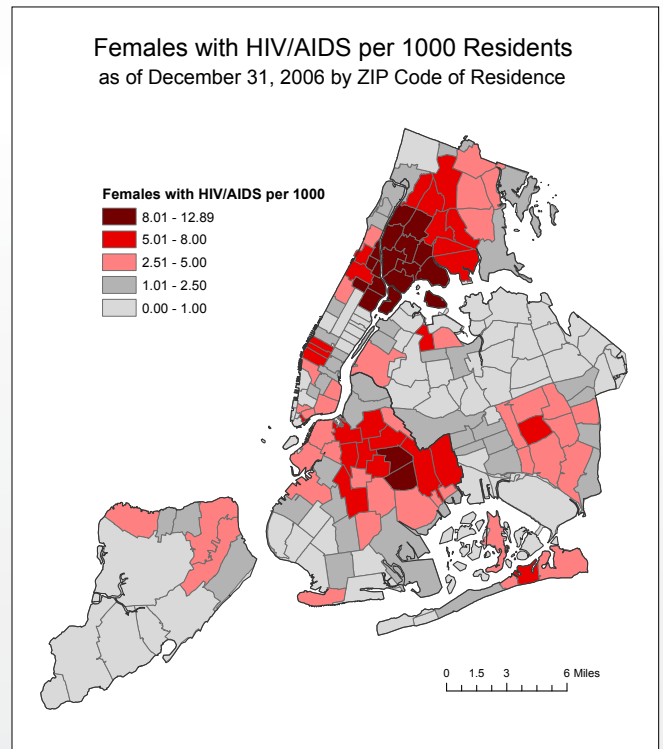 Females with HIV/AIDS per 1000 Residents
as of December 31, 2006 by ZIP Code of Residence
Females with HIV/AIDS per 1000
8.01 - 12.89
5.01 - 8.00
2.51 - 5.00
1.01 - 2.50
0.00 - 1.00
0 1.5 3 6 Miles